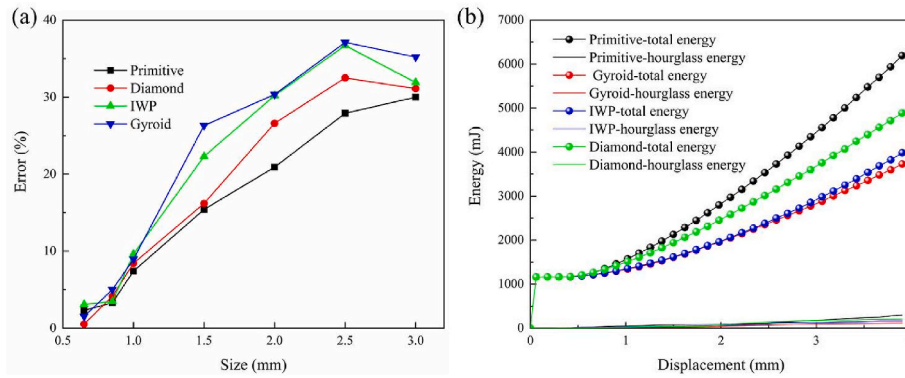 (a)
40
30
20
10
0
Error (%)
Primitive
Diamond
IWP
Gyroid
0.5 1.0 1.5 2.0 2.5 3.0
Size (mm)
(b)
7000
6000
5000
4000
3000
2000
1000
0
Energy (mJ)
Primitive-total energy
Primitive-hourglass energy
Gyroid-total energy
Gyroid-hourglass energy
IWP-total energy
IWP-hourglass energy
Diamond-total energy
Diamond-hourglass energy
0 1 2 3
Displacement (mm)